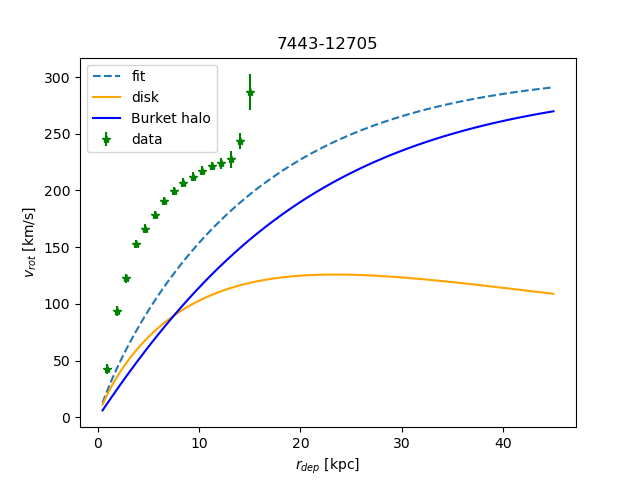 7443-12705
fit
disk
Burket halo
data
300
250
200
150
100
50
0
v_rot [km/s]
0 10 20 30 40
r_dep [kpc]